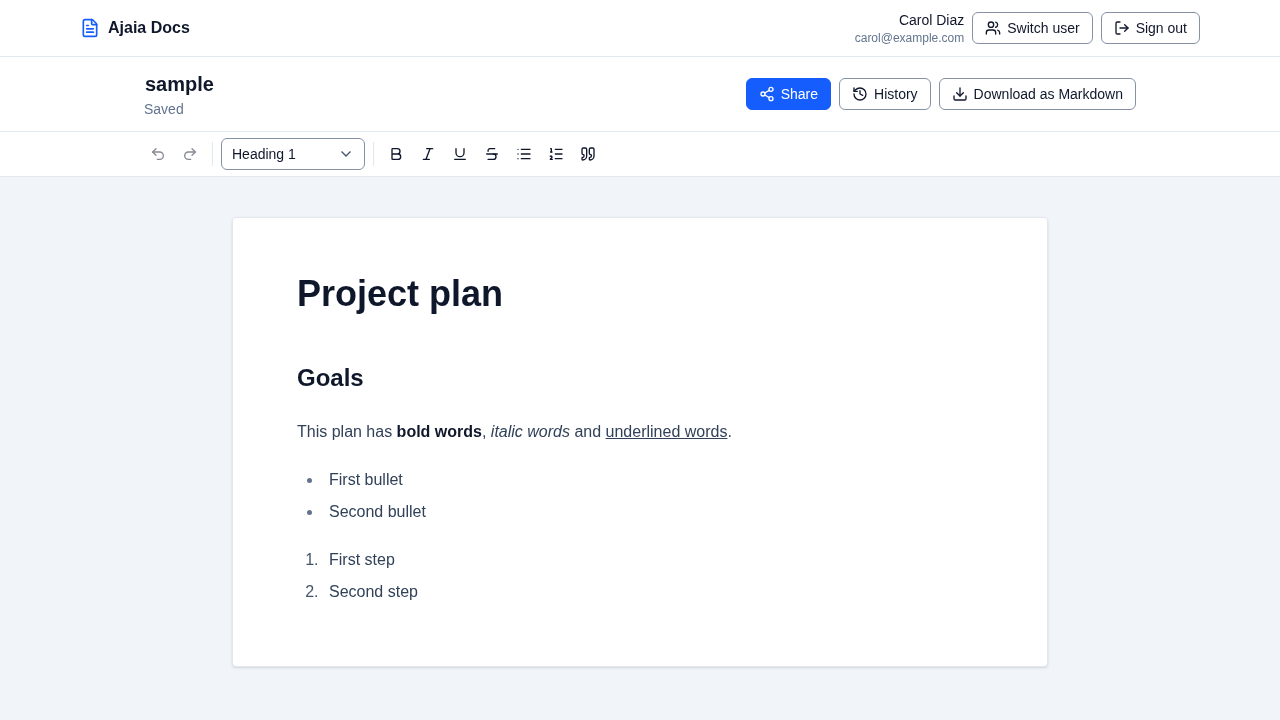 Ajaia Docs
Carol Diaz
carol@example.com
Switch user
Sign out
sample
Saved
Share
History
Download as Markdown
Heading 1
Project plan
Goals
This plan has bold words, italic words and underlined words.
First bullet
Second bullet
1. First step
2. Second step